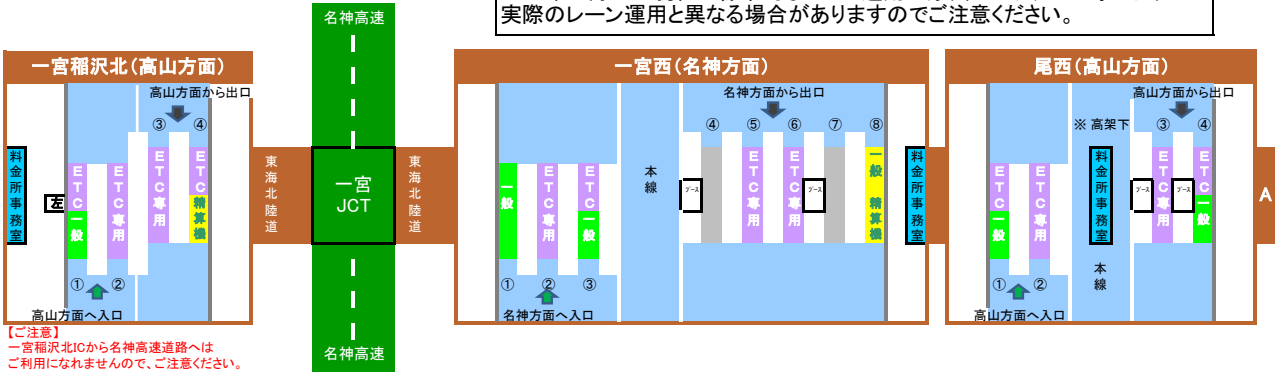 実際のレーン運用と異なる場合がありますのでご注意ください。
名神高速
一宮稲沢北(高山方面)
高山方面から出口
③ ④
料金所事務室
左
ETC一般
ETC専用
ETC専用
ETC精算機
① ②
高山方面へ入口
【ご注意】
一宮稲沢北ICから名神高速道路へは
ご利用になれませんので、ご注意ください。
東海北陸道
一宮
JCT
東海北陸道
名神高速
一宮西(名神方面)
名神方面から出口
④ ⑤ ⑥ ⑦ ⑧
一般
ETC専用
ETC一般
本線
ブース
ETC専用
ETC専用
ブース
一般 精算機
料金所事務室
① ② ③
名神方面へ入口
尾西(高山方面)
高山方面から出口
※ 高架下
③ ④
ETC一般
ETC専用
料金所事務室
ブース
ETC専用
ブース
ETC一般
本線
① ②
高山方面へ入口
A